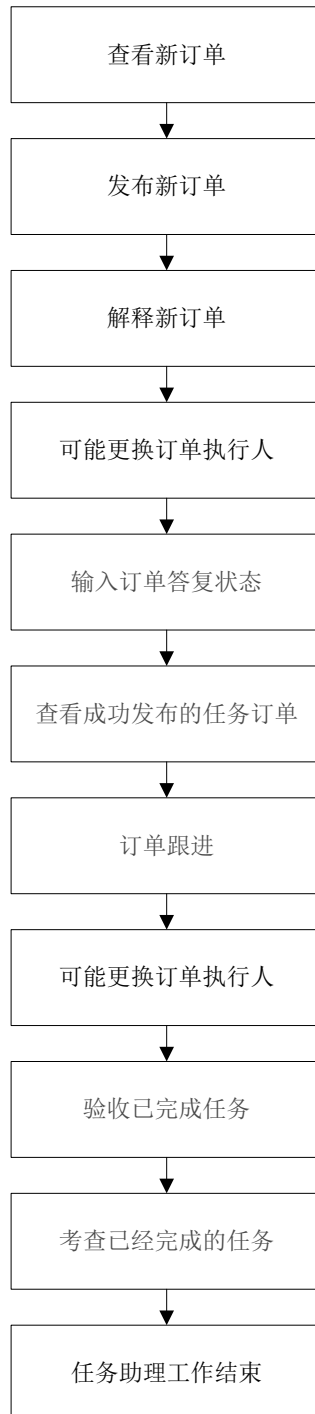 查看新订单
发布新订单
解释新订单
可能更换订单执行人
输入订单答复状态
查看成功发布的任务订单
订单跟进
可能更换订单执行人
验收已完成任务
考查已经完成的任务
任务助理工作结束